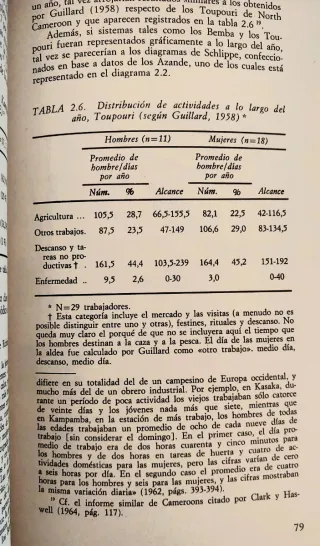 un año, tal vez
por Guillard (1958) respecto de los Toupouri of North
Cameroon y que aparecen registrados en la tabla 2.6 ¹⁹.
Además, si sistemas tales como los Bemba y los Tou-
pouri fueran representados gráficamente a lo largo del año,
tal vez se parecerían a los diagramas de Schlippe, confeccio-
nados en base a datos de los Azande, uno de los cuales está
representado en el diagrama 2.2.
TABLA 2.6. Distribución de actividades a lo largo del
año, Toupouri (según Guillard, 1958) *
Hombres (n=11) Mujeres (n=18)
Promedio de Promedio de
hombre/días hombre/días
por año por año
Núm. % Alcance Núm. % Alcance
Agricultura ... 105,5 28,7 66,5-155,5 82,1 22,5 42-116,5
Otros trabajos. 87,5 23,5 47-149 106,6 29,0 83-134,5
Descanso y ta-
reas no pro-
ductivas † . 161,5 44,4 103,5-239 164,4 45,2 151-192
Enfermedad .. 9,5 2,6 0-30 3,0 0-40
* N=29 trabajadores.
† Esta categoría incluye el mercado y las visitas (a menudo no es
posible distinguir entre uno y otras), festines, rituales y descanso. No
queda muy claro el porqué de que no se incluyera aquí el tiempo que
los hombres destinan a la caza y a la pesca. El día de las mujeres en
la aldea fue calculado por Guillard como «otro trabajo». medio día,
descanso, medio día.
difiere en su totalidad del de un campesino de Europa occidental, y
mucho más del de un obrero industrial. Por ejemplo, en Kasaka, du-
rante un período de poca actividad los viejos trabajaban sólo catorce
de veinte días y los jóvenes nada más que siete, mientras que
en Kampamba, en la estación de más trabajo, los hombres de todas
las edades trabajaban un promedio de ocho de cada nueve días de
trabajo [sin considerar el domingo]. En el primer caso, el día pro-
medio de trabajo era de dos horas cuarenta y cinco minutos para
los hombres y de dos horas en tareas de huerta y cuatro de ac-
tividades domésticas para las mujeres, pero las cifras varían de cero
a seis horas por día. En el segundo caso el promedio era de cuatro
horas para los hombres y seis para las mujeres, y las cifras mostraban
la misma variación diaria» (1962, págs. 393-394).
¹⁹ Cf. el informe similar de Cameroons citado por Clark y Has-
well (1964, pág. 117).
79